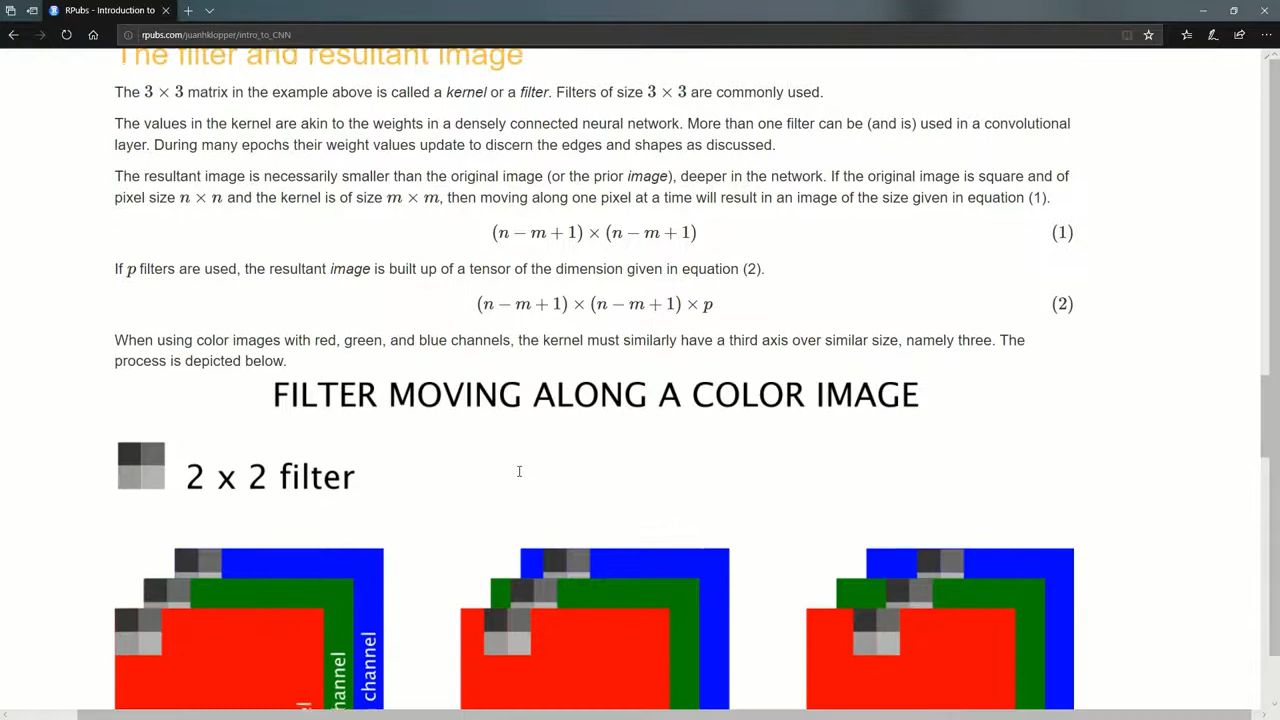 RPubs - Introduction to
rpubs.com/juanhklopper/intro_to_CNN
The filter and resultant image
The 3 × 3 matrix in the example above is called a kernel or a filter. Filters of size 3 × 3 are commonly used.
The values in the kernel are akin to the weights in a densely connected neural network. More than one filter can be (and is) used in a convolutional
layer. During many epochs their weight values update to discern the edges and shapes as discussed.
The resultant image is necessarily smaller than the original image (or the prior image), deeper in the network. If the original image is square and of
pixel size n × n and the kernel is of size m × m, then moving along one pixel at a time will result in an image of the size given in equation (1).
(n − m + 1) × (n − m + 1) (1)
If p filters are used, the resultant image is built up of a tensor of the dimension given in equation (2).
(n − m + 1) × (n − m + 1) × p (2)
When using color images with red, green, and blue channels, the kernel must similarly have a third axis over similar size, namely three. The
process is depicted below.
FILTER MOVING ALONG A COLOR IMAGE
2 x 2 filter
channel